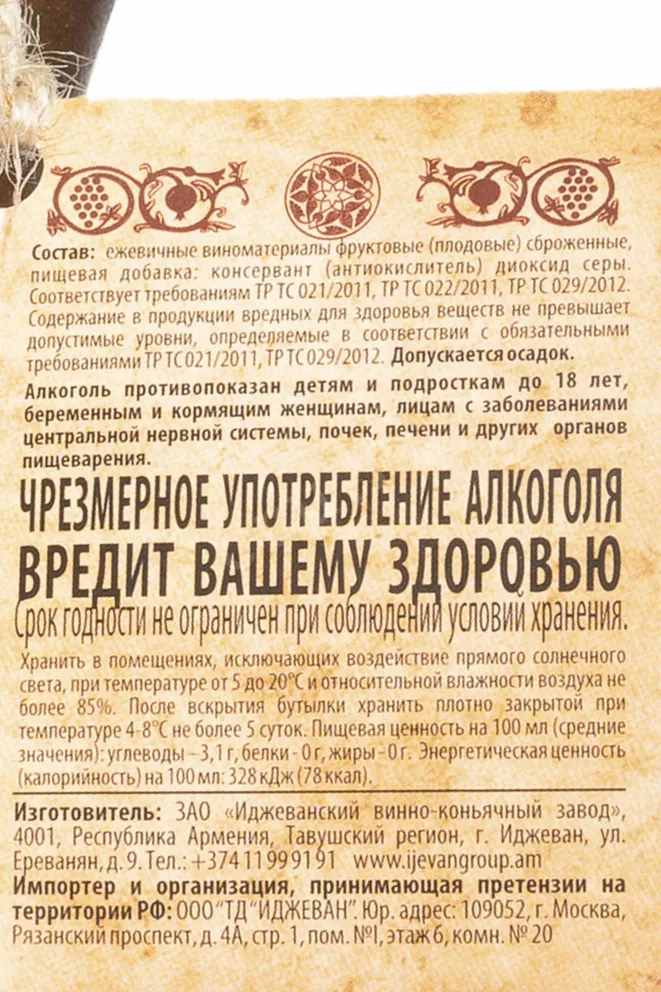 Состав: ежевичные виноматериалы фруктовые (плодовые) сброженные,
пищевая добавка: консервант (антиокислитель) диоксид серы.
Соответствует требованиям ТР ТС 021/2011, ТР ТС 022/2011, ТР ТС 029/2012.
Содержание в продукции вредных для здоровья веществ не превышает
допустимые уровни, определяемые в соответствии с обязательными
требованиями ТР ТС 021/2011, ТР ТС 029/2012. Допускается осадок.
Алкоголь противопоказан детям и подросткам до 18 лет,
беременным и кормящим женщинам, лицам с заболеваниями
центральной нервной системы, почек, печени и других органов
пищеварения.
ЧРЕЗМЕРНОЕ УПОТРЕБЛЕНИЕ АЛКОГОЛЯ
ВРЕДИТ ВАШЕМУ ЗДОРОВЬЮ
Срок годности не ограничен при соблюдении условий хранения.
Хранить в помещениях, исключающих воздействие прямого солнечного
света, при температуре от 5 до 20°С и относительной влажности воздуха не
более 85%. После вскрытия бутылки хранить плотно закрытой при
температуре 4-8°С не более 5 суток. Пищевая ценность на 100 мл (средние
значения): углеводы – 3,1 г, белки - 0 г, жиры - 0 г. Энергетическая ценность
(калорийность) на 100 мл: 328 кДж (78 ккал).
Изготовитель: ЗАО «Иджеванский винно-коньячный завод»,
4001, Республика Армения, Тавушский регион, г. Иджеван, ул.
Ереванян, д. 9. Тел.: +374 11 99 91 91 www.ijevangroup.am
Импортер и организация, принимающая претензии на
территории РФ: ООО "ТД "ИДЖЕВАН". Юр. адрес: 109052, г. Москва,
Рязанский проспект, д. 4А, стр. 1, пом. №I, этаж 6, комн. № 20